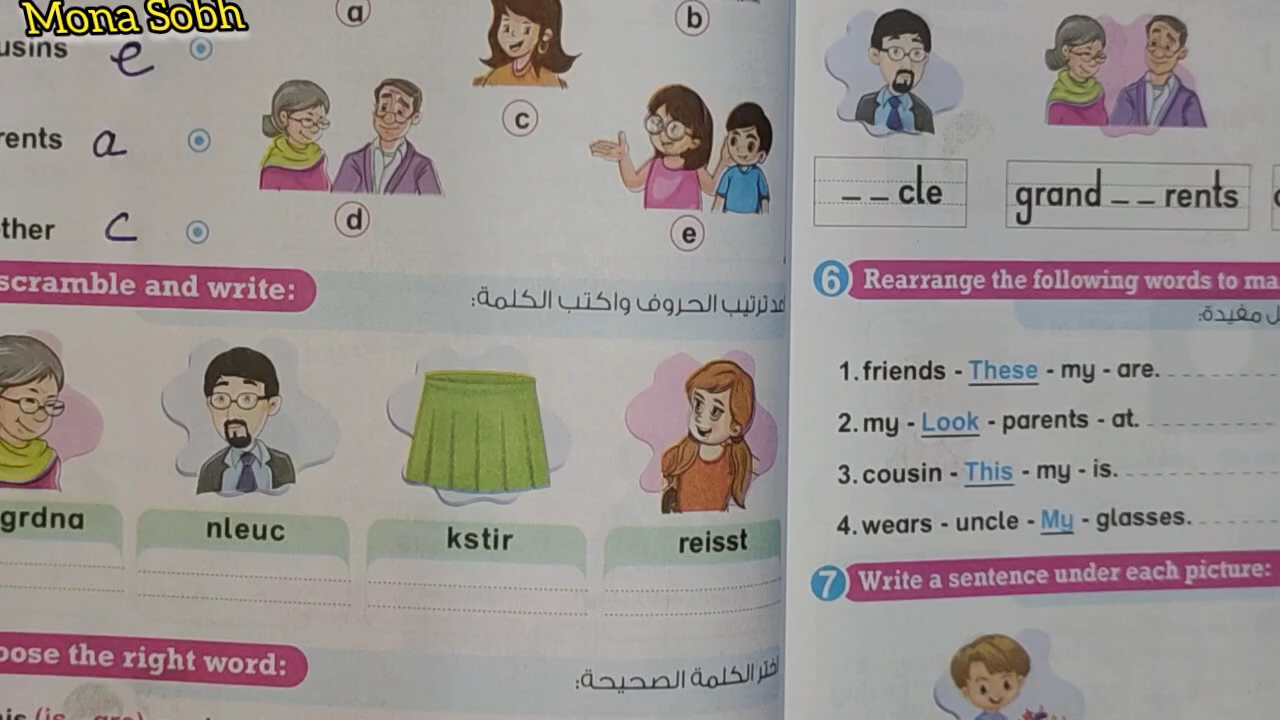 Mona Sobh
a
b
usins e
c
rents a
d
e
ther c
scramble and write:
عد ترتيب الحروف واكتب الكلمة:
grdna
nleuc
kstir
reisst
oose the right word:
اختر الكلمة الصحيحة:
_ _ cle
grand _ _ rents
6 Rearrange the following words to ma
ل مفيدة:
1. friends - These - my - are.
2. my - Look - parents - at.
3. cousin - This - my - is.
4. wears - uncle - My - glasses.
7 Write a sentence under each picture: